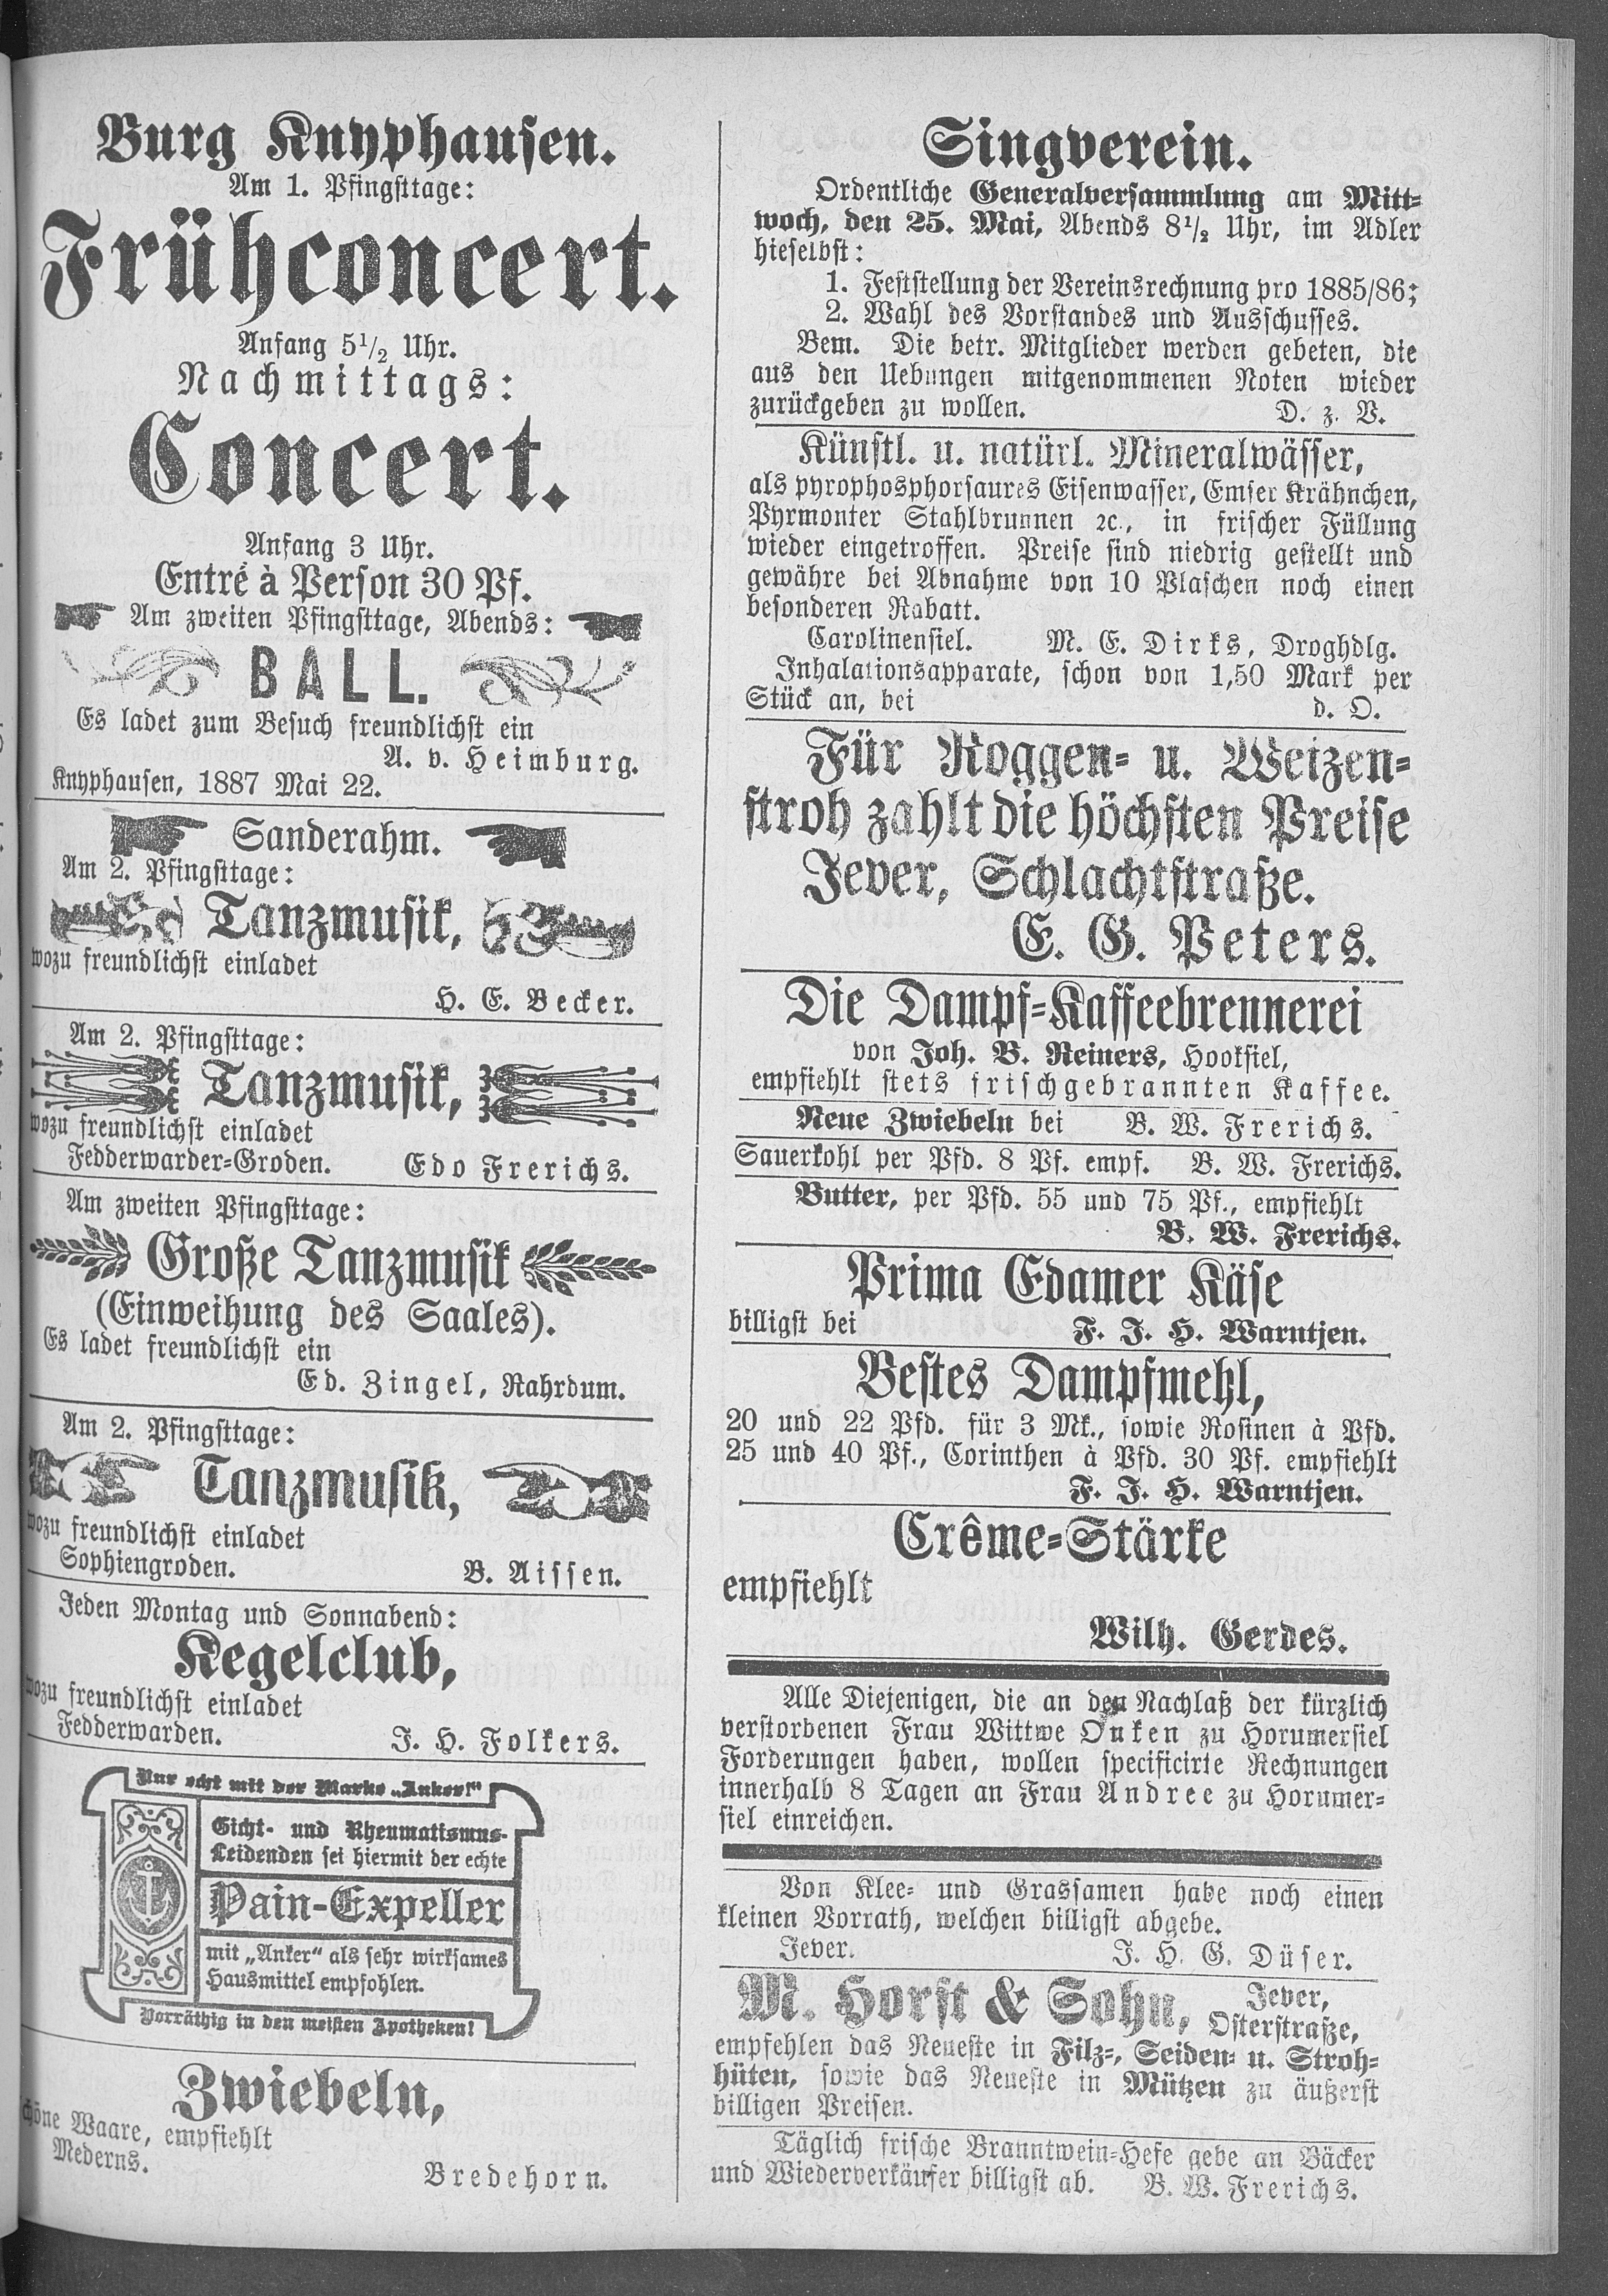 Burg Knyphausen.
Am 1. Pfingsttage:
Frühconcert.
Anfang 5½ Uhr.
Nachmittags:
Concert.
Anfang 3 Uhr.
Entré à Person 30 Pf.
Am zweiten Pfingsttage, Abends:
BALL.
Es ladet zum Besuch freundlichst ein
A. v. Heimburg.
Knyphausen, 1887 Mai 22.
Sanderahm.
Am 2. Pfingsttage:
Tanzmusik,
wozu freundlichst einladet
H. E. Becker.
Am 2. Pfingsttage:
Tanzmusik,
wozu freundlichst einladet
Fedderwarder-Groden. Edo Frerichs.
Am zweiten Pfingsttage:
Große Tanzmusik
(Einweihung des Saales).
Es ladet freundlichst ein
Ed. Zingel, Rahrdum.
Am 2. Pfingsttage:
Tanzmusik,
wozu freundlichst einladet
Sophiengroden. B. Aissen.
Jeden Montag und Sonnabend:
Kegelclub,
wozu freundlichst einladet
Fedderwarden. J. H. Folkers.
Nur echt mit der Marke „Anker!“
Gicht- und Rheumatismus-
Leidenden sei hiermit der echte
Pain-Expeller
mit „Anker“ als sehr wirksames
Hausmittel empfohlen.
Vorräthig in den meisten Apotheken!
Zwiebeln,
schöne Waare, empfiehlt
Mederns. Bredehorn.
Singverein.
Ordentliche Generalversammlung am Mitt-
woch, den 25. Mai, Abends 8½ Uhr, im Adler
hieselbst:
1. Feststellung der Vereinsrechnung pro 1885/86;
2. Wahl des Vorstandes und Ausschusses.
Bem. Die betr. Mitglieder werden gebeten, die
aus den Uebungen mitgenommenen Noten wieder
zurückgeben zu wollen. D. z. V.
Künstl. u. natürl. Mineralwässer,
als pyrophosphorsaures Eisenwasser, Emser Krähnchen,
Pyrmonter Stahlbrunnen ꝛc., in frischer Füllung
wieder eingetroffen. Preise sind niedrig gestellt und
gewähre bei Abnahme von 10 Plaschen noch einen
besonderen Rabatt.
Carolinensiel. M. E. Dirks, Droghdlg.
Inhalationsapparate, schon von 1,50 Mark per
Stück an, bei d. O.
Für Roggen- u. Weizen-
stroh zahlt die höchsten Preise
Jever, Schlachtstraße.
E. G. Peters.
Die Dampf-Kaffeebrennerei
von Joh. B. Reiners, Hooksiel,
empfiehlt stets frischgebrannten Kaffee.
Neue Zwiebeln bei B. W. Frerichs.
Sauerkohl per Pfd. 8 Pf. empf. B. W. Frerichs.
Butter, per Pfd. 55 und 75 Pf., empfiehlt
B. W. Frerichs.
Prima Edamer Käse
billigst bei F. J. H. Warntjen.
Bestes Dampfmehl,
20 und 22 Pfd. für 3 Mk., sowie Rosinen à Pfd.
25 und 40 Pf., Corinthen à Pfd. 30 Pf. empfiehlt
F. J. H. Warntjen.
Crême-Stärke
empfiehlt
Wilh. Gerdes.
Alle Diejenigen, die an den Nachlaß der kürzlich
verstorbenen Frau Wittwe Onken zu Horumersiel
Forderungen haben, wollen specificirte Rechnungen
innerhalb 8 Tagen an Frau Andree zu Horumer-
siel einreichen.
Von Klee- und Grassamen habe noch einen
kleinen Vorrath, welchen billigst abgebe.
Jever. J. H. G. Düser.
M. Horst & Sohn, Jever,
Osterstraße,
empfehlen das Neueste in Filz-, Seiden- u. Stroh-
hüten, sowie das Neueste in Mützen zu äußerst
billigen Preisen.
Täglich frische Branntwein-Hefe gebe an Bäcker
und Wiederverkäufer billigst ab. B. W. Frerichs.